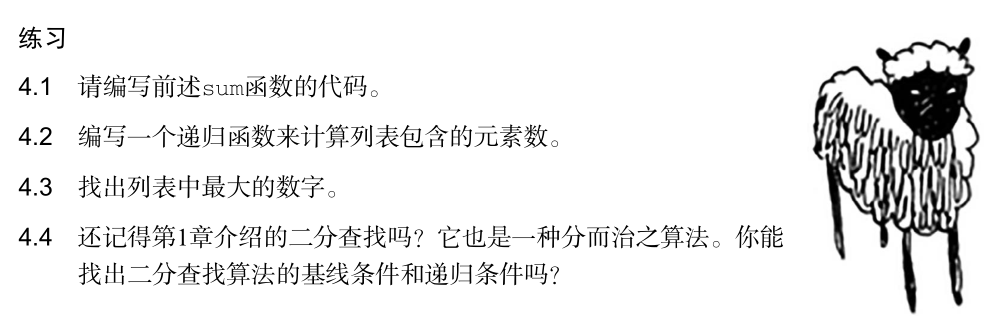 练习
4.1 请编写前述sum函数的代码。
4.2 编写一个递归函数来计算列表包含的元素数。
4.3 找出列表中最大的数字。
4.4 还记得第1章介绍的二分查找吗？它也是一种分而治之算法。你能
找出二分查找算法的基线条件和递归条件吗？